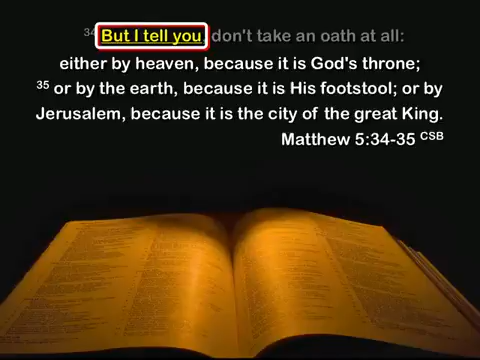 34 But I tell you, don't take an oath at all:
either by heaven, because it is God's throne;
35 or by the earth, because it is His footstool; or by
Jerusalem, because it is the city of the great King.
Matthew 5:34-35 CSB